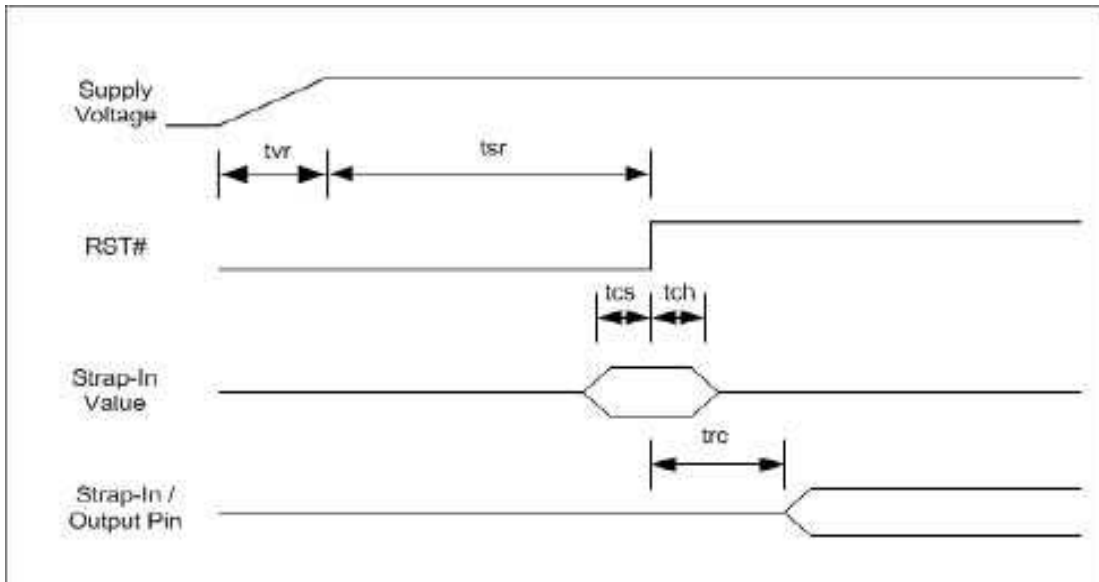 Supply
Voltage
tvr
tsr
RST#
tcs
tch
Strap-In
Value
trc
Strap-In /
Output Pin